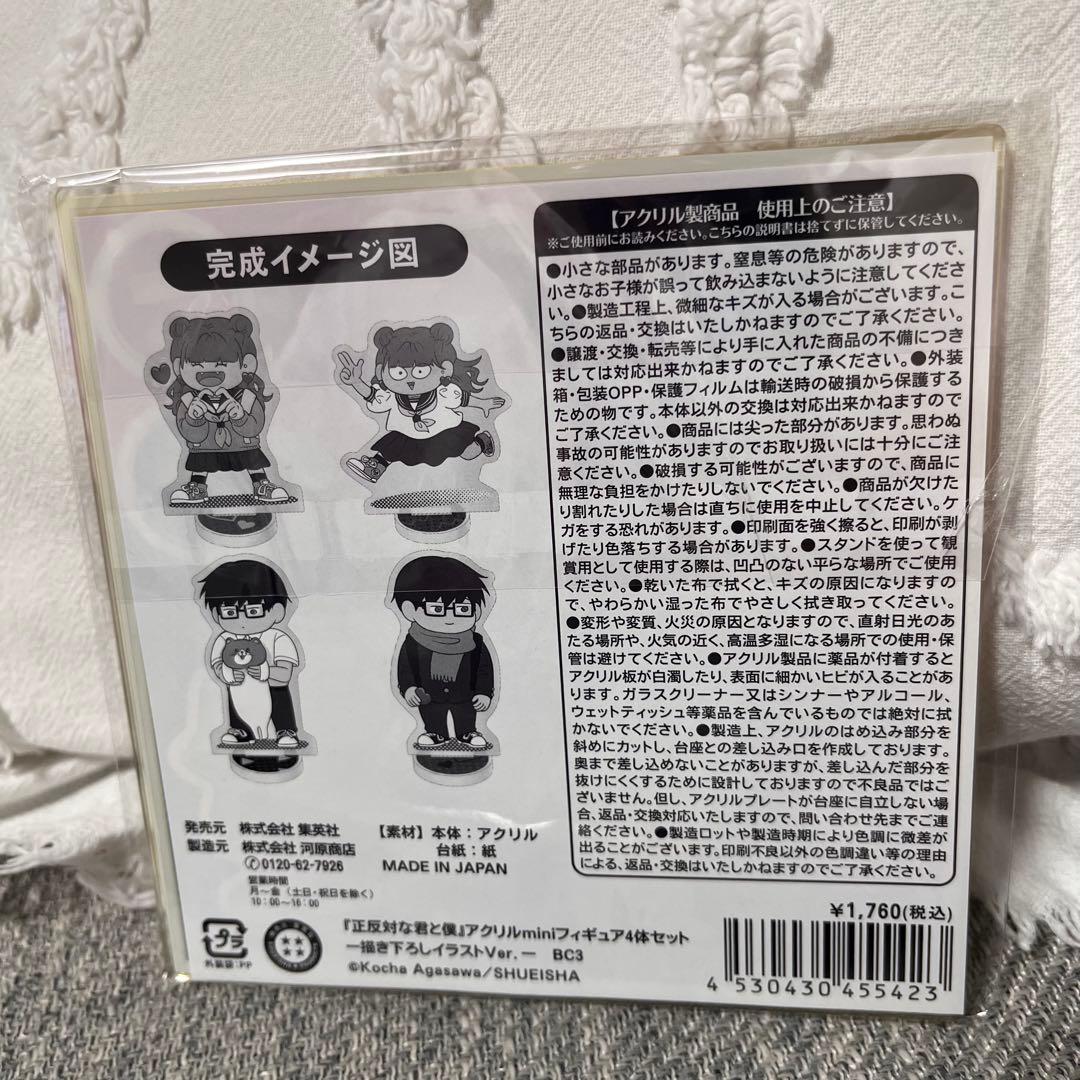 完成イメージ図
【アクリル製商品 使用上のご注意】
※ご使用前にお読みください。こちらの説明書は捨てずに保管してください。
●小さな部品があります。窒息等の危険がありますので、
小さなお子様が誤って飲み込まないように注意してくださ
い。●製造工程上、微細なキズが入る場合がございます。こ
ちらの返品・交換はいたしかねますのでご了承ください。
●譲渡・交換・転売等により手に入れた商品の不備につき
ましては対応出来かねますのでご了承ください。●外装
箱・包装OPP・保護フィルムは輸送時の破損から保護する
ための物です。本体以外の交換は対応出来かねますので
ご了承ください。●商品には尖った部分があります。思わぬ
事故の可能性がありますのでお取り扱いには十分にご注
意ください。●破損する可能性がございますので、商品に
無理な負担をかけたりしないでください。●商品が欠けた
り割れたりした場合は直ちに使用を中止してください。ケ
ガをする恐れがあります。●印刷面を強く擦ると、印刷が剥
げたり色落ちする場合があります。●スタンドを使って観
賞用として使用する際は、凹凸のない平らな場所でご使用
ください。●乾いた布で拭くと、キズの原因になりますの
で、やわらかい湿った布でやさしく拭き取ってください。
●変形や変質、火災の原因となりますので、直射日光のあ
たる場所や、火気の近く、高温多湿になる場所での使用・保
管は避けてください。●アクリル製品に薬品が付着すると
アクリル板が白濁したり、表面に細かいヒビが入ることがあ
ります。ガラスクリーナー又はシンナーやアルコール、
ウェットティッシュ等薬品を含んでいるものでは絶対に拭
かないでください。●製造上、アクリルのはめ込み部分を
斜めにカットし、台座との差し込み口を作成しております。
奥まで差し込めないことがありますが、差し込んだ部分を
抜けにくくするために設計しておりますので不良品ではご
ざいません。但し、アクリルプレートが台座に自立しない場
合、返品・交換対応いたしますので、問い合わせ先までご連
絡ください。●製造ロットや製造時期により色調に微差が
出ることがございます。印刷不良以外の色調違い等の理由
による、返品・交換はいたしかねますのでご了承ください。
発売元 株式会社 集英社
製造元 株式会社 河原商店
✆0120-62-7926
営業時間
月〜金(土日・祝日を除く)
10:00〜16:00
【素材】本体:アクリル
台紙:紙
MADE IN JAPAN
プラ
外装袋:PP
『正反対な君と僕』アクリルminiフィギュア4体セット
ー描き下ろしイラストVer.ー BC3
©Kocha Agasawa/SHUEISHA
¥1,760(税込)
4 530430 455423